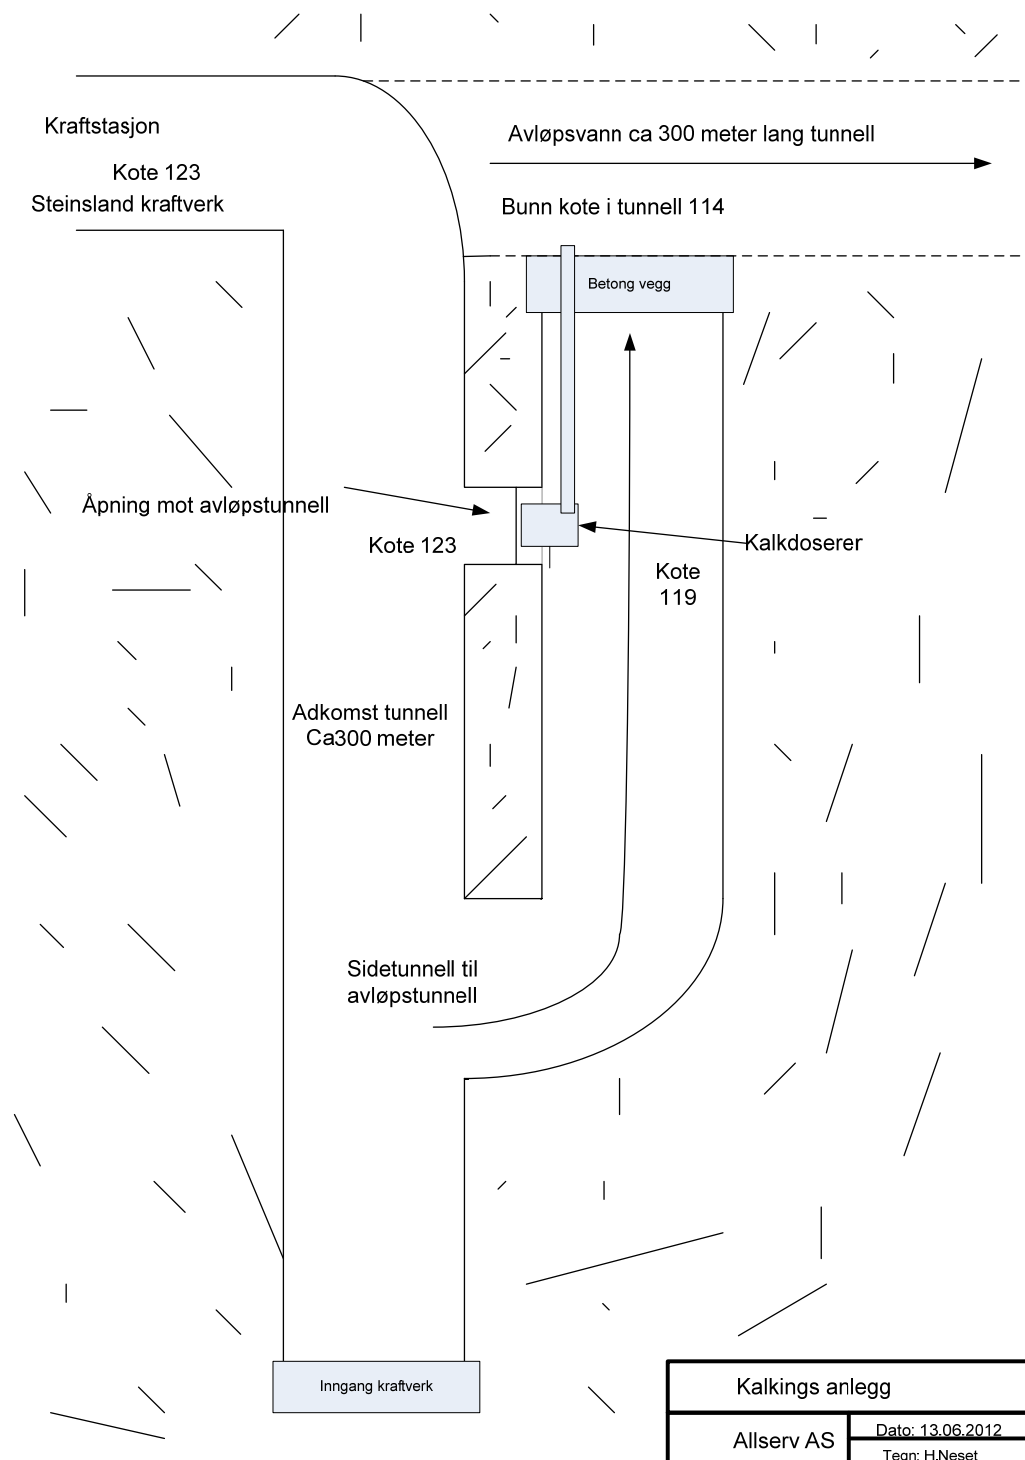 Kraftstasjon
Avløpsvann ca 300 meter lang tunnell
Kote 123
Steinsland kraftverk
Bunn kote i tunnell 114
Betong vegg
Åpning mot avløpstunnell
Kote 123
Kalkdoserer
Kote
119
Adkomst tunnell
Ca300 meter
Sidetunnell til
avløpstunnell
Inngang kraftverk
Kalkings anlegg
Allserv AS
Dato: 13.06.2012
Tegn: H.Neset